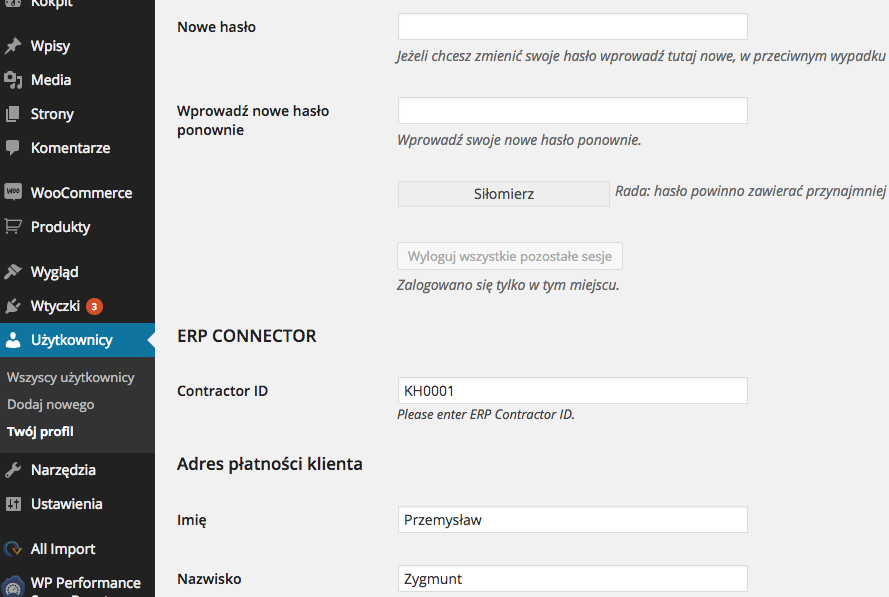 Kokpit
Wpisy
Media
Strony
Komentarze
WOO
WooCommerce
Produkty
Wygląd
Wtyczki 3
Użytkownicy
Wszyscy użytkownicy
Dodaj nowego
Twój profil
Narzędzia
Ustawienia
All Import
WP Performance
Nowe hasło
Jeżeli chcesz zmienić swoje hasło wprowadź tutaj nowe, w przeciwnym wypadku
Wprowadź nowe hasło
ponownie
Wprowadź swoje nowe hasło ponownie.
Siłomierz
Rada: hasło powinno zawierać przynajmniej
Wyloguj wszystkie pozostałe sesje
Zalogowano się tylko w tym miejscu.
ERP CONNECTOR
Contractor ID
KH0001
Please enter ERP Contractor ID.
Adres płatności klienta
Imię
Przemysław
Nazwisko
Zygmunt